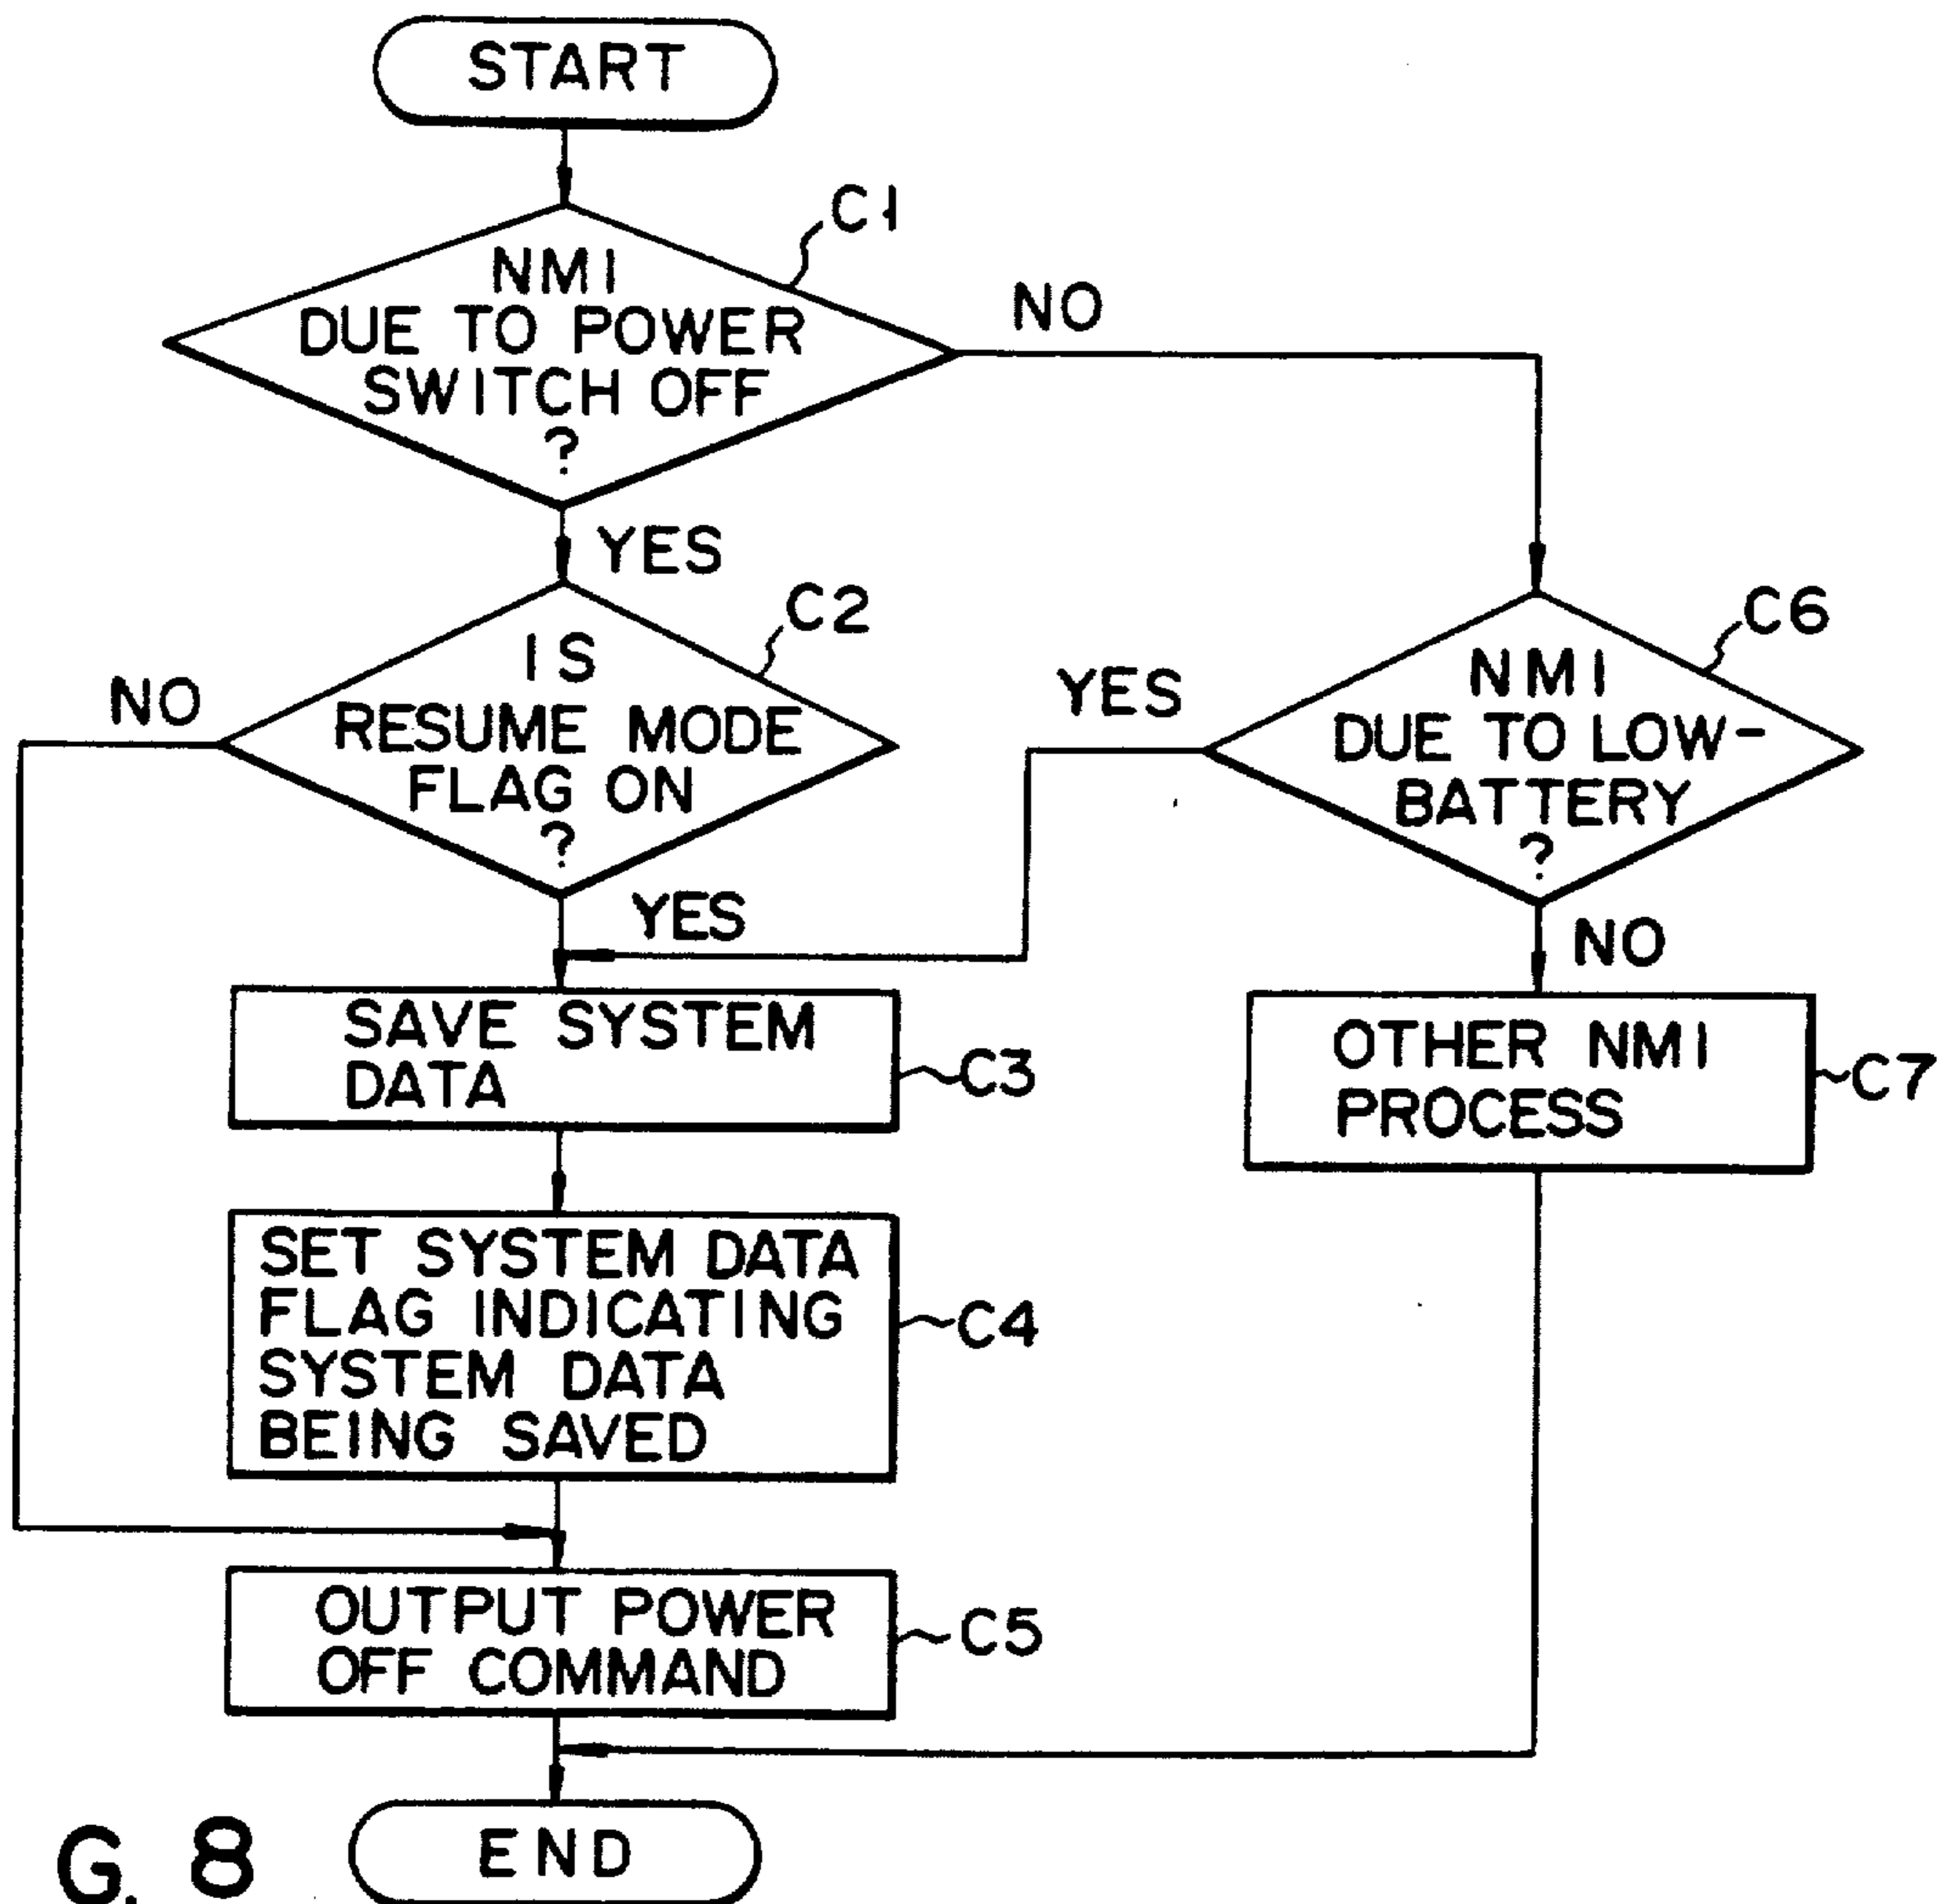 START
C1
NMI
DUE TO POWER
SWITCH OFF
?
NO
YES
C2
IS
RESUME MODE
FLAG ON
?
NO
YES
C6
NMI
DUE TO LOW-
BATTERY
?
YES
NO
SAVE SYSTEM
DATA
C3
OTHER NMI
PROCESS
C7
SET SYSTEM DATA
FLAG INDICATING
SYSTEM DATA
BEING SAVED
C4
OUTPUT POWER
OFF COMMAND
C5
END
G. 8